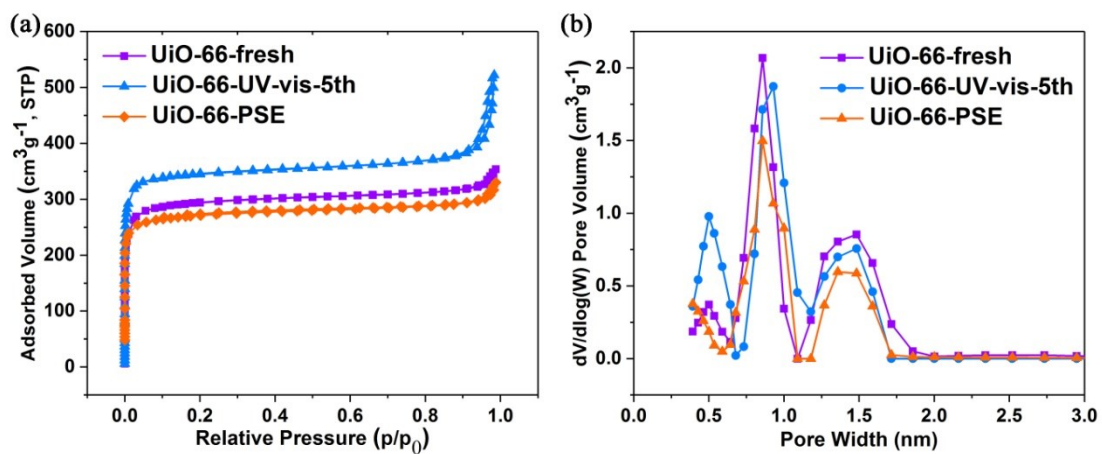 (a)
600
500
400
300
200
100
0
Adsorbed Volume (cm³g⁻¹, STP)
UiO-66-fresh
UiO-66-UV-vis-5th
UiO-66-PSE
0.0 0.2 0.4 0.6 0.8 1.0
Relative Pressure (p/p₀)
(b)
2.0
1.5
1.0
0.5
0.0
dV/dlog(W) Pore Volume (cm³g⁻¹)
UiO-66-fresh
UiO-66-UV-vis-5th
UiO-66-PSE
0.0 0.5 1.0 1.5 2.0 2.5 3.0
Pore Width (nm)